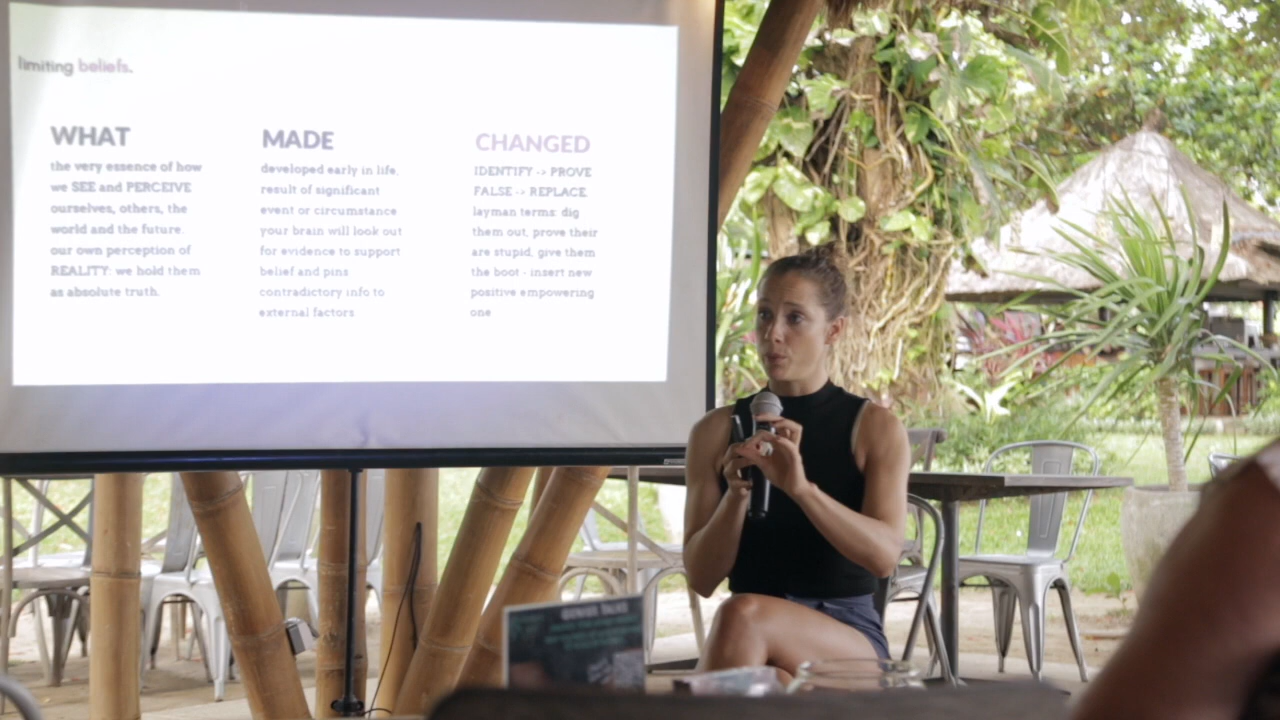 limiting beliefs.
WHAT
the very essence of how
we SEE and PERCEIVE
ourselves, others, the
world and the future.
our own perception of
REALITY: we hold them
as absolute truth.
MADE
developed early in life,
result of significant
event or circumstance
your brain will look out
for evidence to support
belief and pins
contradictory info to
external factors
CHANGED
IDENTIFY -> PROVE
FALSE -> REPLACE.
layman terms: dig
them out, prove their
are stupid, give them
the boot - insert new
positive empowering
one